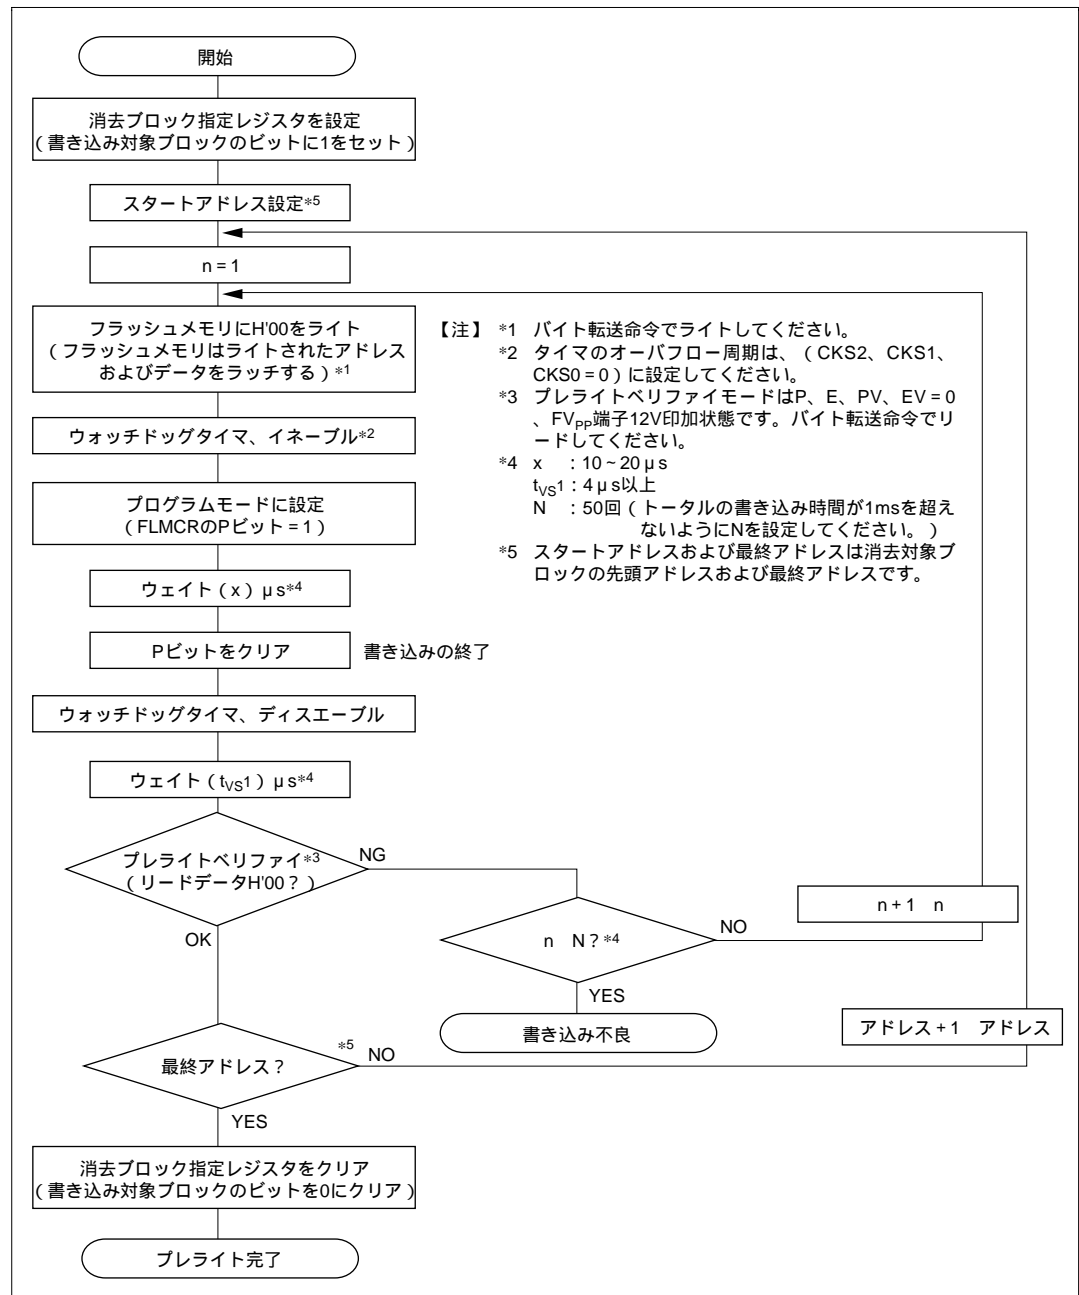 開始
消去ブロック指定レジスタを設定
（書き込み対象ブロックのビットに1をセット）
スタートアドレス設定*5
n = 1
フラッシュメモリにH'00をライト
（フラッシュメモリはライトされたアドレス
およびデータをラッチする）*1
ウォッチドッグタイマ、イネーブル*2
プログラムモードに設定
（FLMCRのPビット = 1）
ウェイト（x）μs*4
Pビットをクリア
書き込みの終了
ウォッチドッグタイマ、ディスエーブル
ウェイト（tVS1）μs*4
プレライトベリファイ*3
（リードデータH'00？）
NG
OK
n N？*4
NO
YES
書き込み不良
n + 1 n
アドレス + 1 アドレス
最終アドレス？
*5
NO
YES
消去ブロック指定レジスタをクリア
（書き込み対象ブロックのビットを0にクリア）
プレライト完了
【注】 *1 バイト転送命令でライトしてください。
*2 タイマのオーバフロー周期は、（CKS2、CKS1、
CKS0 = 0）に設定してください。
*3 プレライトベリファイモードはP、E、PV、EV = 0
、FVPP端子12V印加状態です。バイト転送命令でリ
ードしてください。
*4 x ：10～20μs
tVS1：4μs以上
N ：50回（トータルの書き込み時間が1msを超え
ないようにNを設定してください。）
*5 スタートアドレスおよび最終アドレスは消去対象ブ
ロックの先頭アドレスおよび最終アドレスです。